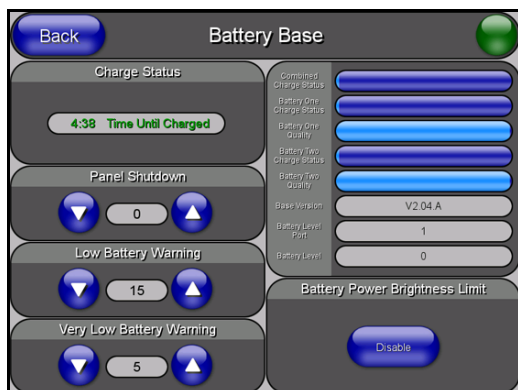 Back
Battery Base
Charge Status
4:38 Time Until Charged
Panel Shutdown
0
Low Battery Warning
15
Very Low Battery Warning
5
Combined
Charge Status
Battery One
Charge Status
Battery One
Quality
Battery Two
Charge Status
Battery Two
Quality
Base Version
V2.04.A
Battery Level
Port
1
Battery Level
0
Battery Power Brightness Limit
Disable